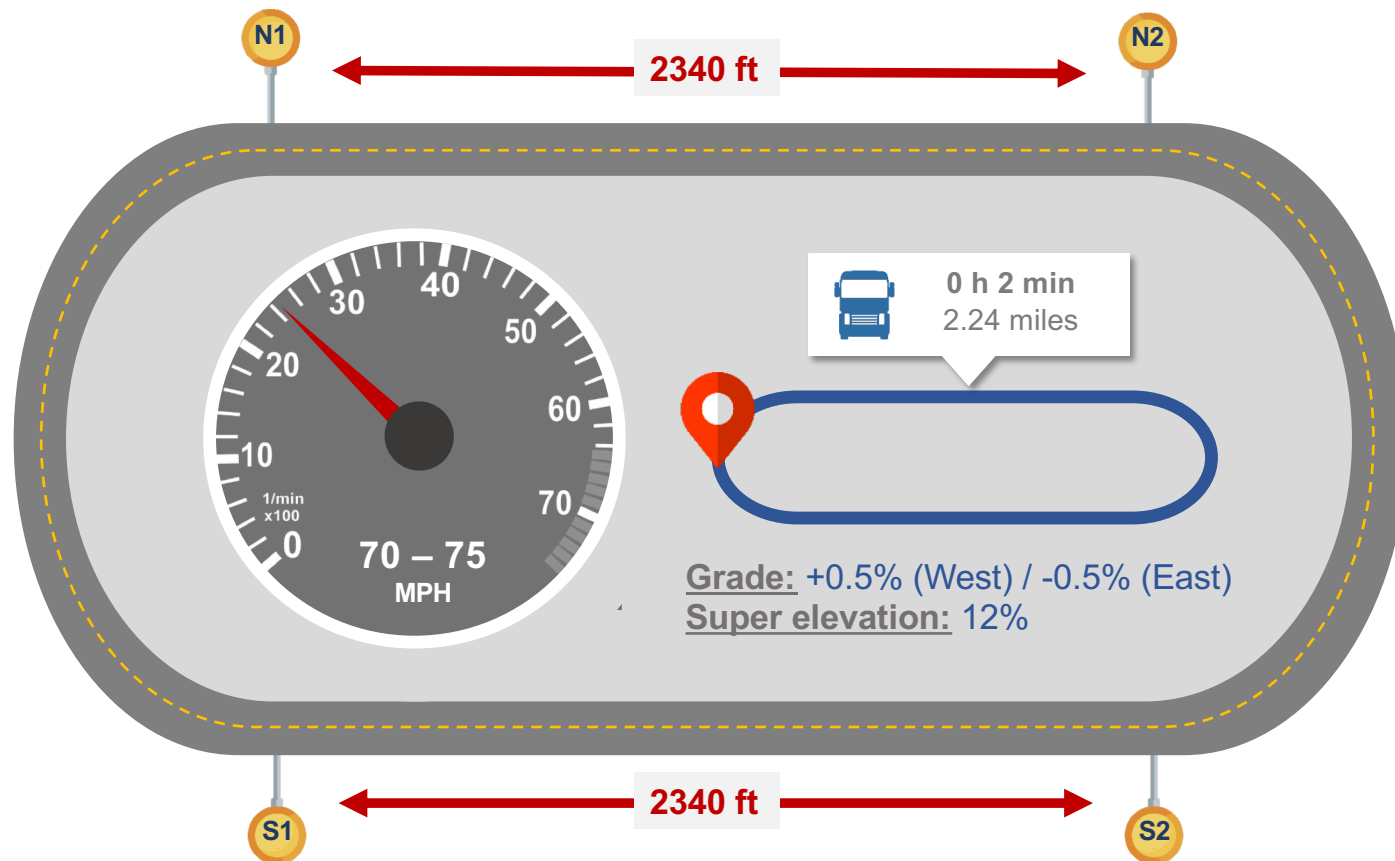 N1
N2
2340 ft
0 h 2 min
2.24 miles
0
10
20
30
40
50
60
70
1/min
x100
70 – 75
MPH
Grade: +0.5% (West) / -0.5% (East)
Super elevation: 12%
2340 ft
S1
S2